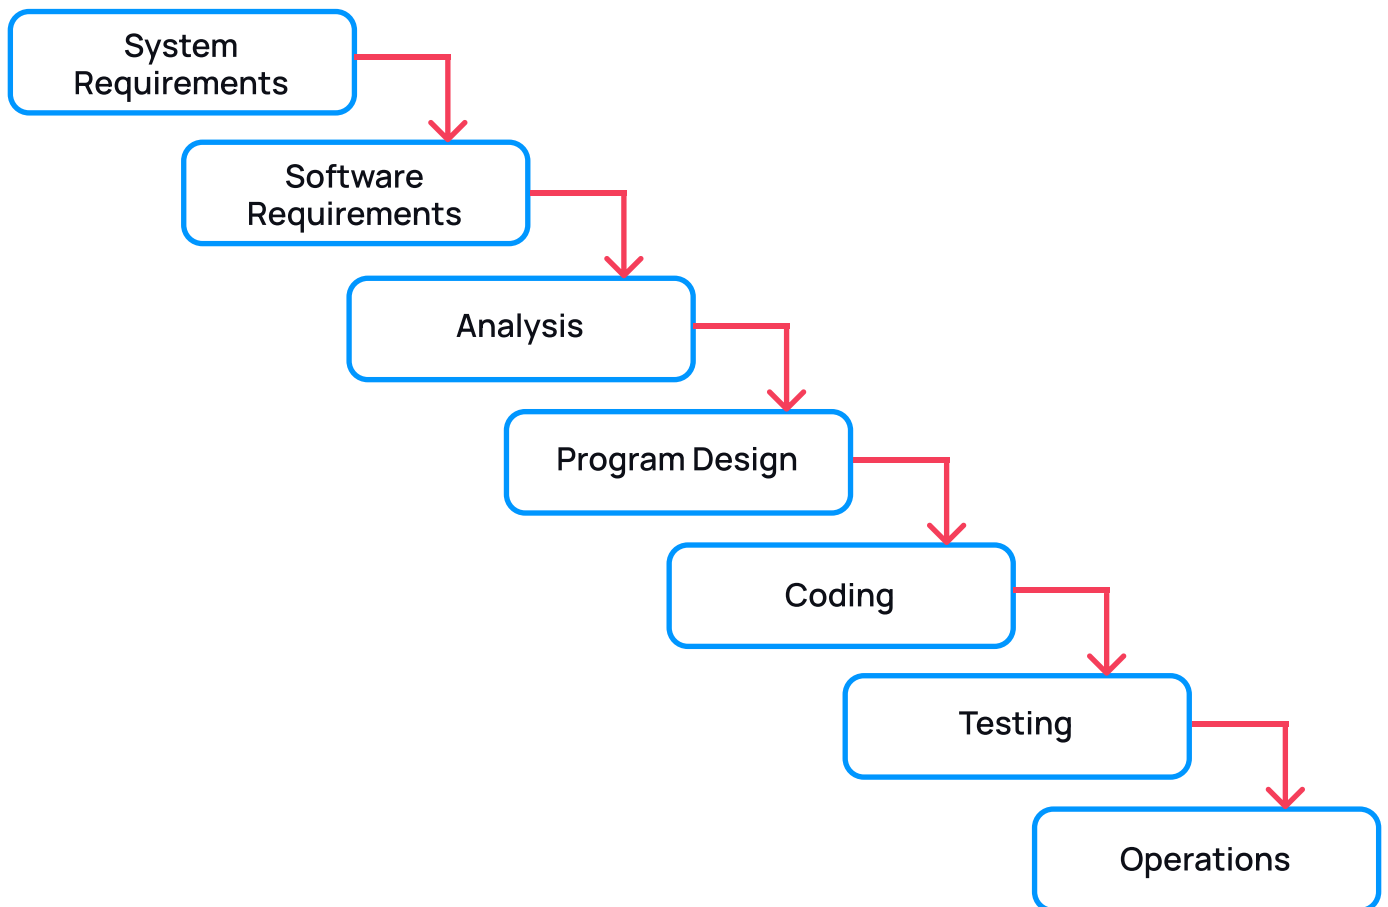 System
Requirements
Software
Requirements
Analysis
Program Design
Coding
Testing
Operations